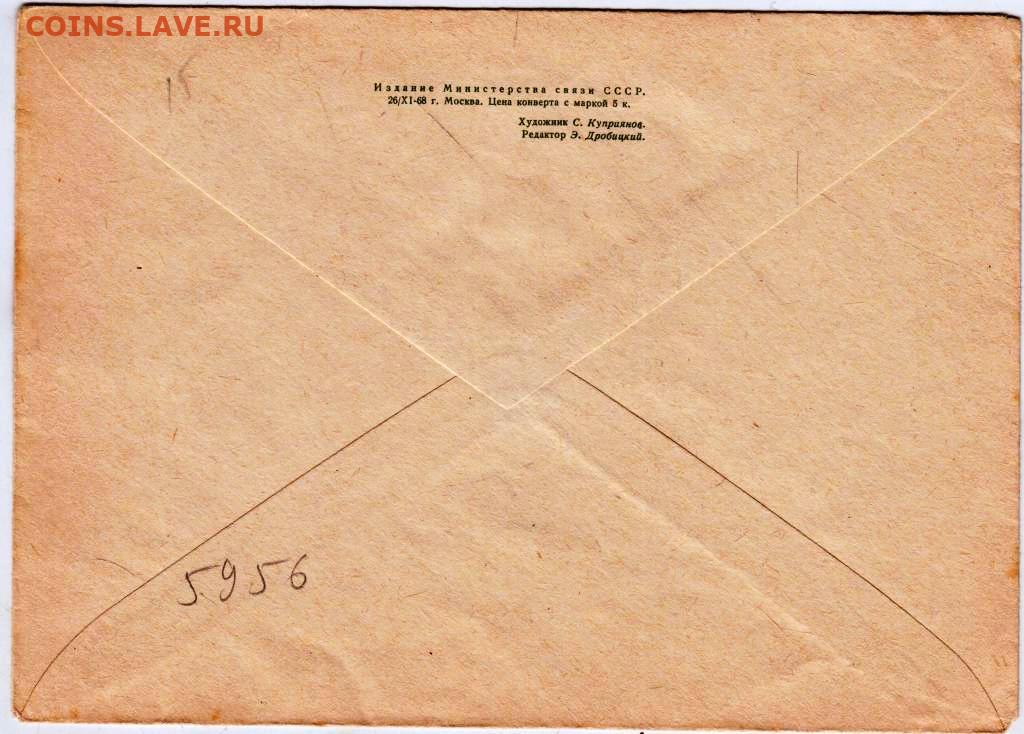 COINS.LAVE.RU
15
Издание Министерства связи СССР.
26/XI-68 г. Москва. Цена конверта с маркой 5 к.
Художник С. Куприянов.
Редактор Э. Дробицкий.
5956